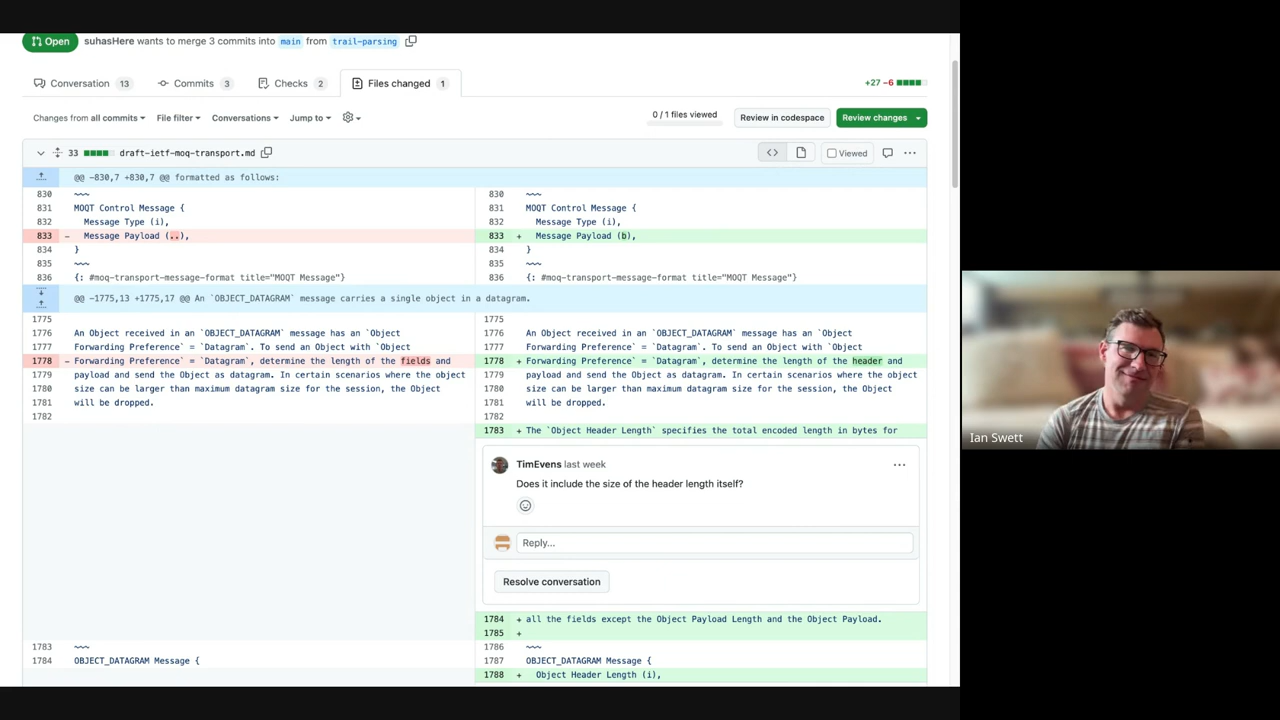 Open suhasHere wants to merge 3 commits into main from trail-parsing
Conversation 13 Commits 3 Checks 2 Files changed 1 +27 −6
Changes from all commits File filter Conversations Jump to 0 / 1 files viewed Review in codespace Review changes
33 draft-ietf-moq-transport.md Viewed
@@ -830,7 +830,7 @@ formatted as follows:
830 ~~~ 830 ~~~
831 MOQT Control Message { 831 MOQT Control Message {
832 Message Type (i), 832 Message Type (i),
833 - Message Payload (..), 833 + Message Payload (b),
834 } 834 }
835 ~~~ 835 ~~~
836 {: #moq-transport-message-format title="MOQT Message"} 836 {: #moq-transport-message-format title="MOQT Message"}
@@ -1775,13 +1775,17 @@ An `OBJECT_DATAGRAM` message carries a single object in a datagram.
1775 1775
1776 An Object received in an `OBJECT_DATAGRAM` message has an `Object 1776 An Object received in an `OBJECT_DATAGRAM` message has an `Object
1777 Forwarding Preference` = `Datagram`. To send an Object with `Object 1777 Forwarding Preference` = `Datagram`. To send an Object with `Object
1778 - Forwarding Preference` = `Datagram`, determine the length of the fields and 1778 + Forwarding Preference` = `Datagram`, determine the length of the header and
1779 payload and send the Object as datagram. In certain scenarios where the object 1779 payload and send the Object as datagram. In certain scenarios where the object
1780 size can be larger than maximum datagram size for the session, the Object 1780 size can be larger than maximum datagram size for the session, the Object
1781 will be dropped. 1781 will be dropped.
1782 1782
1783 + The `Object Header Length` specifies the total encoded length in bytes for
TimEvens last week
Does it include the size of the header length itself?
Reply...
Resolve conversation
1784 + all the fields except the Object Payload Length and the Object Payload.
1785 +
1783 ~~~ 1786 ~~~
1784 OBJECT_DATAGRAM Message { 1787 OBJECT_DATAGRAM Message {
1788 + Object Header Length (i),
Ian Swett